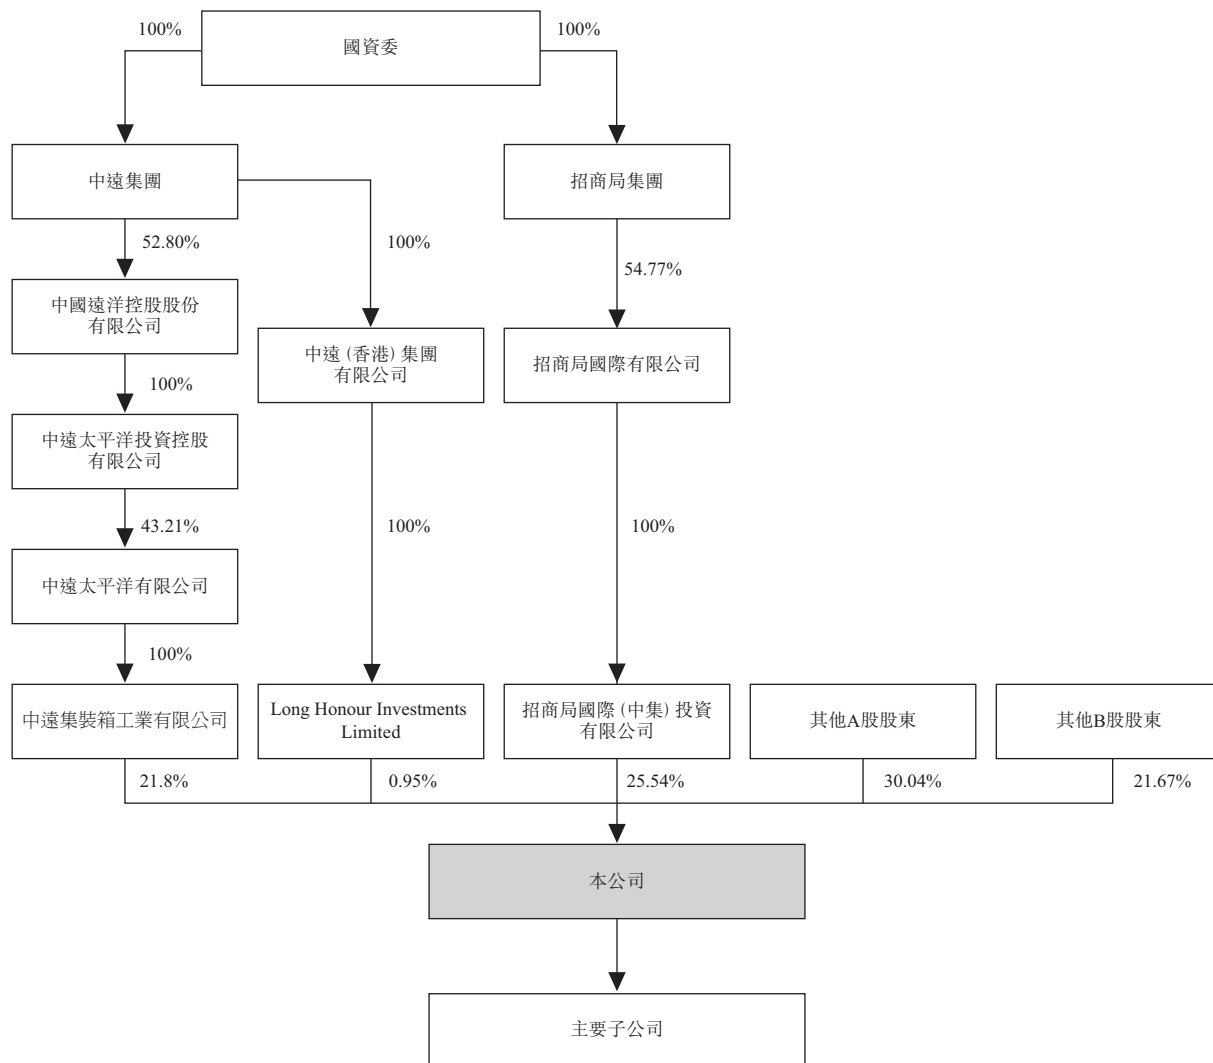 100%
100%
國資委
中遠集團
招商局集團
52.80%
100%
54.77%
中國遠洋控股股份
有限公司
中遠 (香港) 集團
有限公司
招商局國際有限公司
100%
中遠太平洋投資控股
有限公司
43.21%
100%
100%
中遠太平洋有限公司
100%
中遠集裝箱工業有限公司
Long Honour Investments
Limited
招商局國際 (中集) 投資
有限公司
其他A股股東
其他B股股東
21.8%
0.95%
25.54%
30.04%
21.67%
本公司
主要子公司